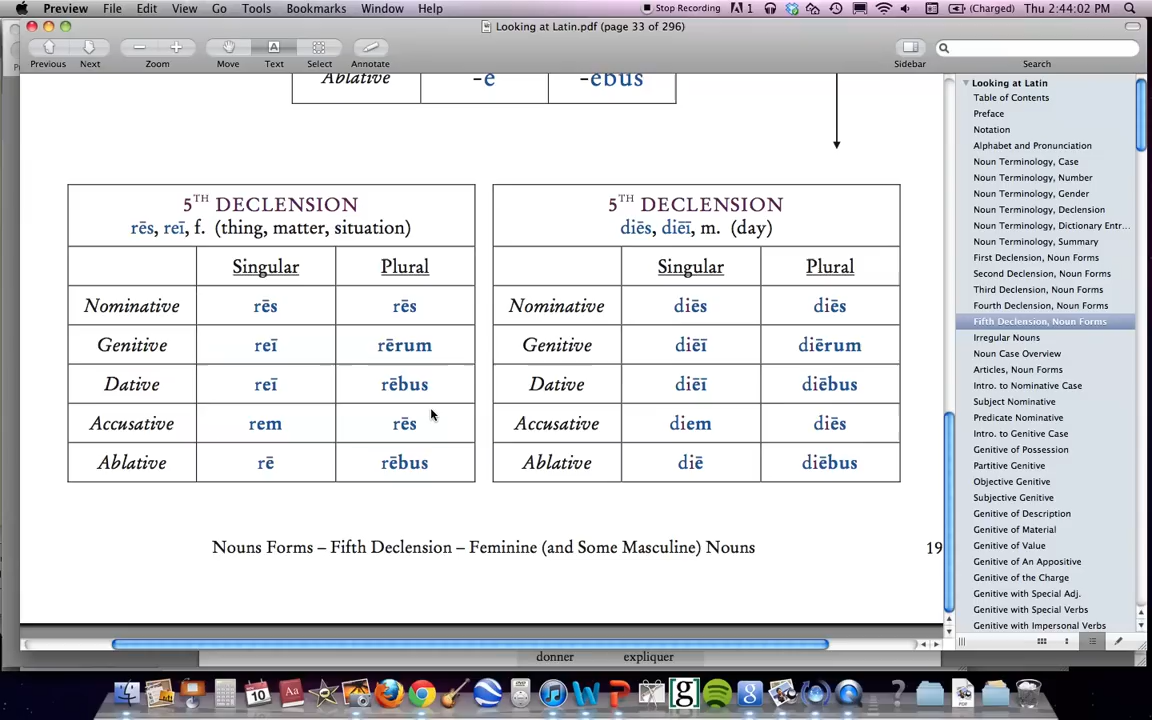 Preview File Edit View Go Tools Bookmarks Window Help Stop Recording 1 (Charged) Thu 2:44:02 PM
Looking at Latin.pdf (page 33 of 296)
Previous Next Zoom Move Text Select Annotate Sidebar Search
Ablative -ē -ēbus
5TH DECLENSION
rēs, reī, f. (thing, matter, situation)
Singular Plural
Nominative rēs rēs
Genitive reī rērum
Dative reī rēbus
Accusative rem rēs
Ablative rē rēbus
5TH DECLENSION
diēs, diēī, m. (day)
Singular Plural
Nominative diēs diēs
Genitive diēī diērum
Dative diēī diēbus
Accusative diem diēs
Ablative diē diēbus
Nouns Forms – Fifth Declension – Feminine (and Some Masculine) Nouns
19
Looking at Latin
Table of Contents
Preface
Notation
Alphabet and Pronunciation
Noun Terminology, Case
Noun Terminology, Number
Noun Terminology, Gender
Noun Terminology, Declension
Noun Terminology, Dictionary Entr...
Noun Terminology, Summary
First Declension, Noun Forms
Second Declension, Noun Forms
Third Declension, Noun Forms
Fourth Declension, Noun Forms
Fifth Declension, Noun Forms
Irregular Nouns
Noun Case Overview
Articles, Noun Forms
Intro. to Nominative Case
Subject Nominative
Predicate Nominative
Intro. to Genitive Case
Genitive of Possession
Partitive Genitive
Objective Genitive
Subjective Genitive
Genitive of Description
Genitive of Material
Genitive of Value
Genitive of An Appositive
Genitive of the Charge
Genitive with Special Adj.
Genitive with Special Verbs
Genitive with Impersonal Verbs
donner expliquer
10
Aa
g
8